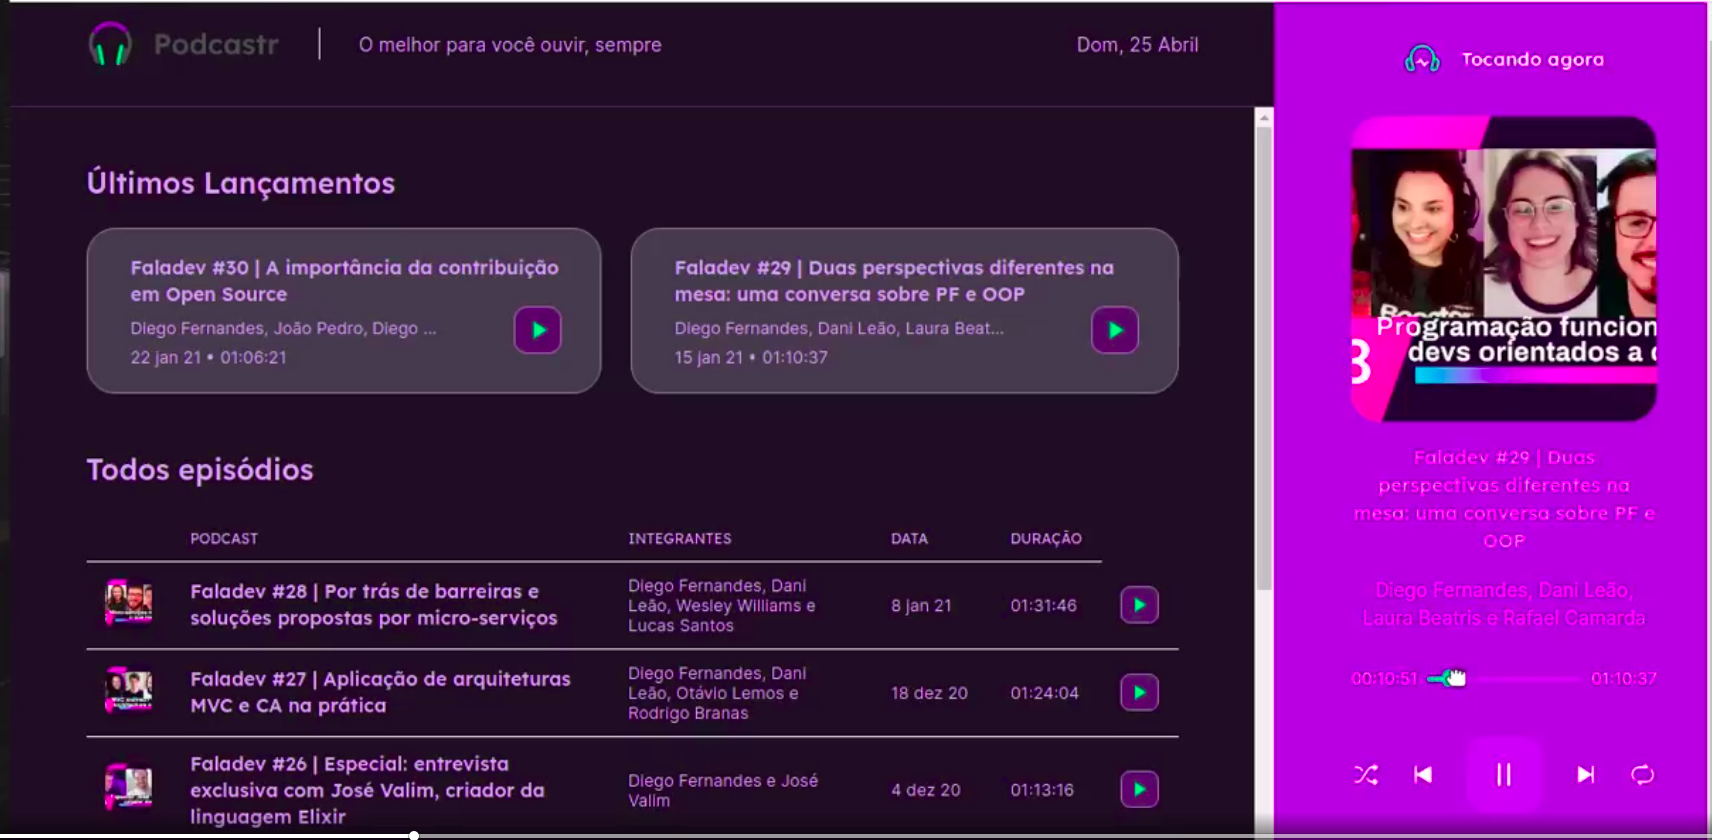 Podcastr
O melhor para você ouvir, sempre
Dom, 25 Abril
Últimos Lançamentos
Faladev #30 | A importância da contribuição
em Open Source
Diego Fernandes, João Pedro, Diego ...
22 jan 21 • 01:06:21
Faladev #29 | Duas perspectivas diferentes na
mesa: uma conversa sobre PF e OOP
Diego Fernandes, Dani Leão, Laura Beat...
15 jan 21 • 01:10:37
Todos episódios
PODCAST INTEGRANTES DATA DURAÇÃO
Faladev #28 | Por trás de barreiras e
soluções propostas por micro-serviços
Diego Fernandes, Dani
Leão, Wesley Willians e
Lucas Santos
8 jan 21
01:31:46
Faladev #27 | Aplicação de arquiteturas
MVC e CA na prática
Diego Fernandes, Dani
Leão, Otávio Lemos e
Rodrigo Branas
18 dez 20
01:24:04
Faladev #26 | Especial: entrevista
exclusiva com José Valim, criador da
linguagem Elixir
Diego Fernandes e José
Valim
4 dez 20
01:13:16
Tocando agora
Programação funcion
devs orientados a
3
Faladev #29 | Duas
perspectivas diferentes na
mesa: uma conversa sobre PF e
OOP
Diego Fernandes, Dani Leão,
Laura Beatris e Rafael Camarda
00:10:51
01:10:37